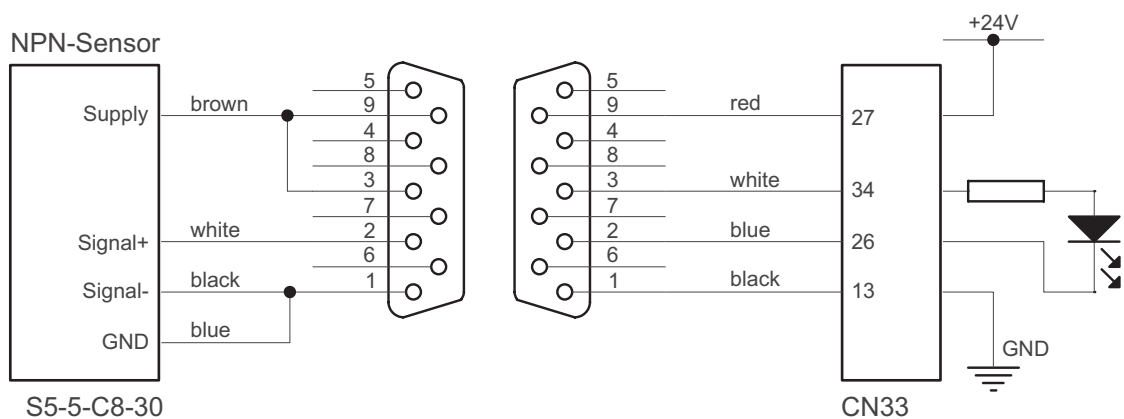 NPN-Sensor
+24V
Supply
brown
5
9
4
8
3
7
2
6
1
5
9
4
8
3
7
2
6
1
red
27
white
34
Signal+
white
blue
26
Signal-
black
black
13
GND
blue
GND
S5-5-C8-30
CN33